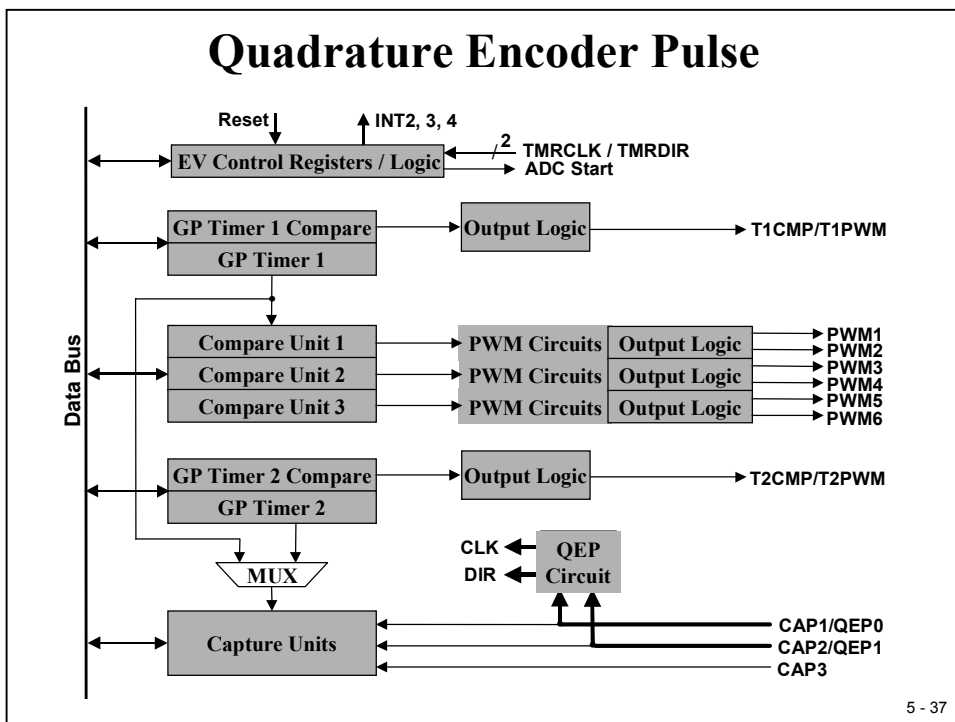 Quadrature Encoder Pulse
Reset
INT2, 3, 4
2
TMRCLK / TMRDIR
EV Control Registers / Logic
ADC Start
GP Timer 1 Compare
Output Logic
T1CMP/T1PWM
GP Timer 1
Data Bus
Compare Unit 1
PWM Circuits
Output Logic
PWM1
PWM2
Compare Unit 2
PWM Circuits
Output Logic
PWM3
PWM4
Compare Unit 3
PWM Circuits
Output Logic
PWM5
PWM6
GP Timer 2 Compare
Output Logic
T2CMP/T2PWM
GP Timer 2
CLK
DIR
QEP
Circuit
MUX
Capture Units
CAP1/QEP0
CAP2/QEP1
CAP3
5 - 37